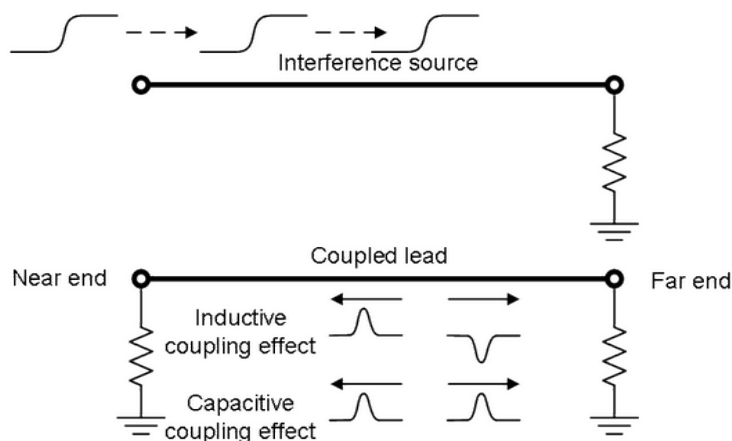 Interference source
Coupled lead
Near end
Far end
Inductive
coupling effect
Capacitive
coupling effect